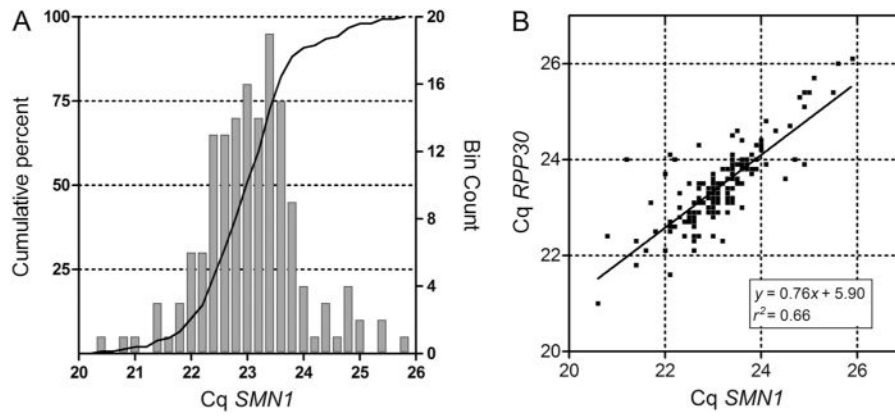 A
Cumulative percent
100
75
50
25
20
16
12
8
4
0
Bin Count
20 21 22 23 24 25 26
Cq SMN1
B
Cq RPP30
26
24
22
20
y = 0.76x + 5.90
r² = 0.66
20 22 24 26
Cq SMN1